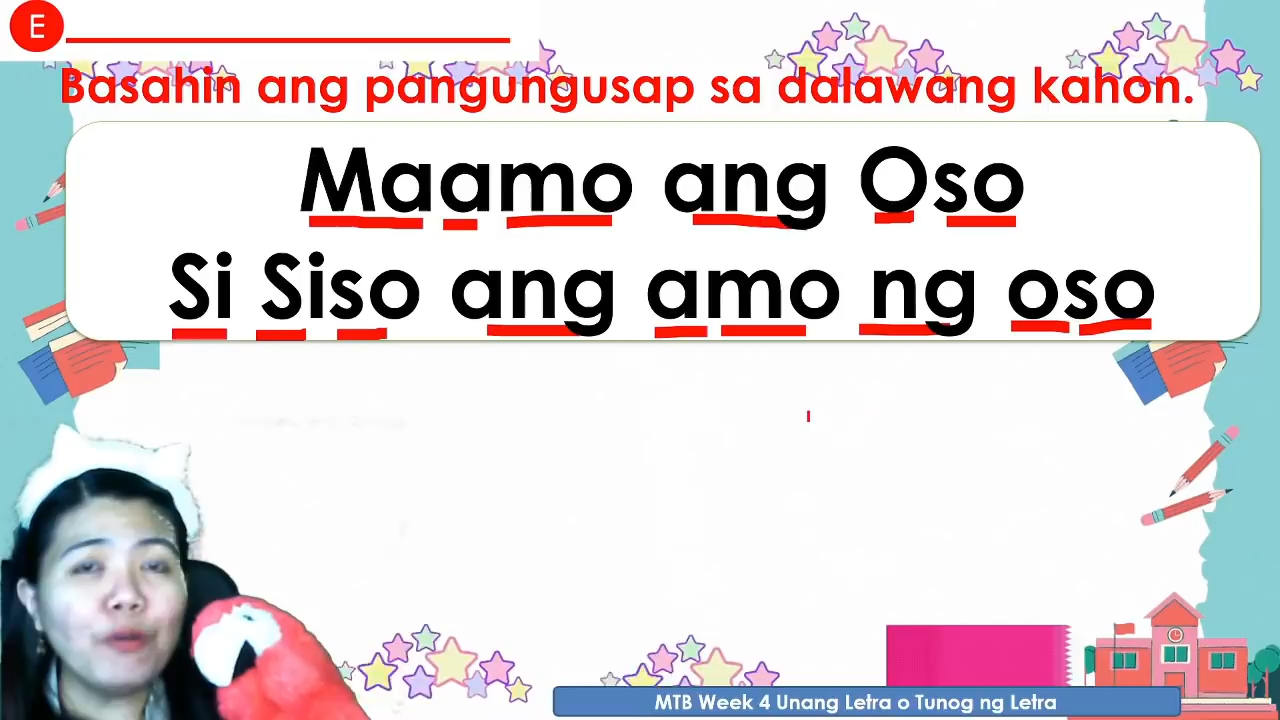 E
Basahin ang pangungusap sa dalawang kahon.
Maamo ang Oso
Si Siso ang amo ng oso
MTB Week 4 Unang Letra o Tunog ng Letra